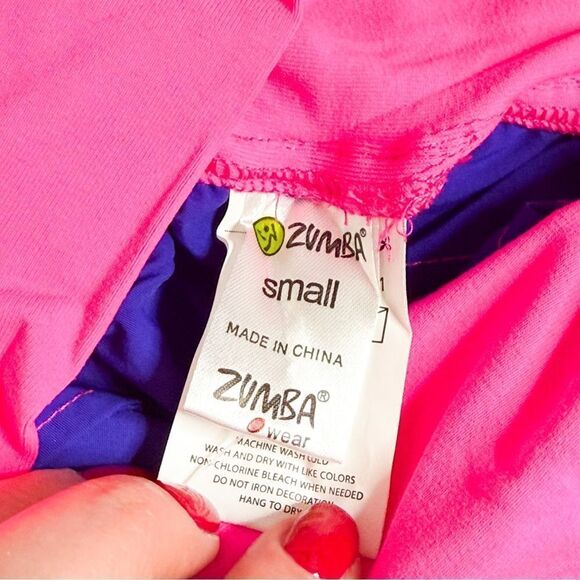 ZUMBA®
small
MADE IN CHINA
ZUMBA®
wear
MACHINE WASH COLD
WASH AND DRY WITH LIKE COLORS
NON-CHLORINE BLEACH WHEN NEEDED
DO NOT IRON DECORATION
HANG TO DRY